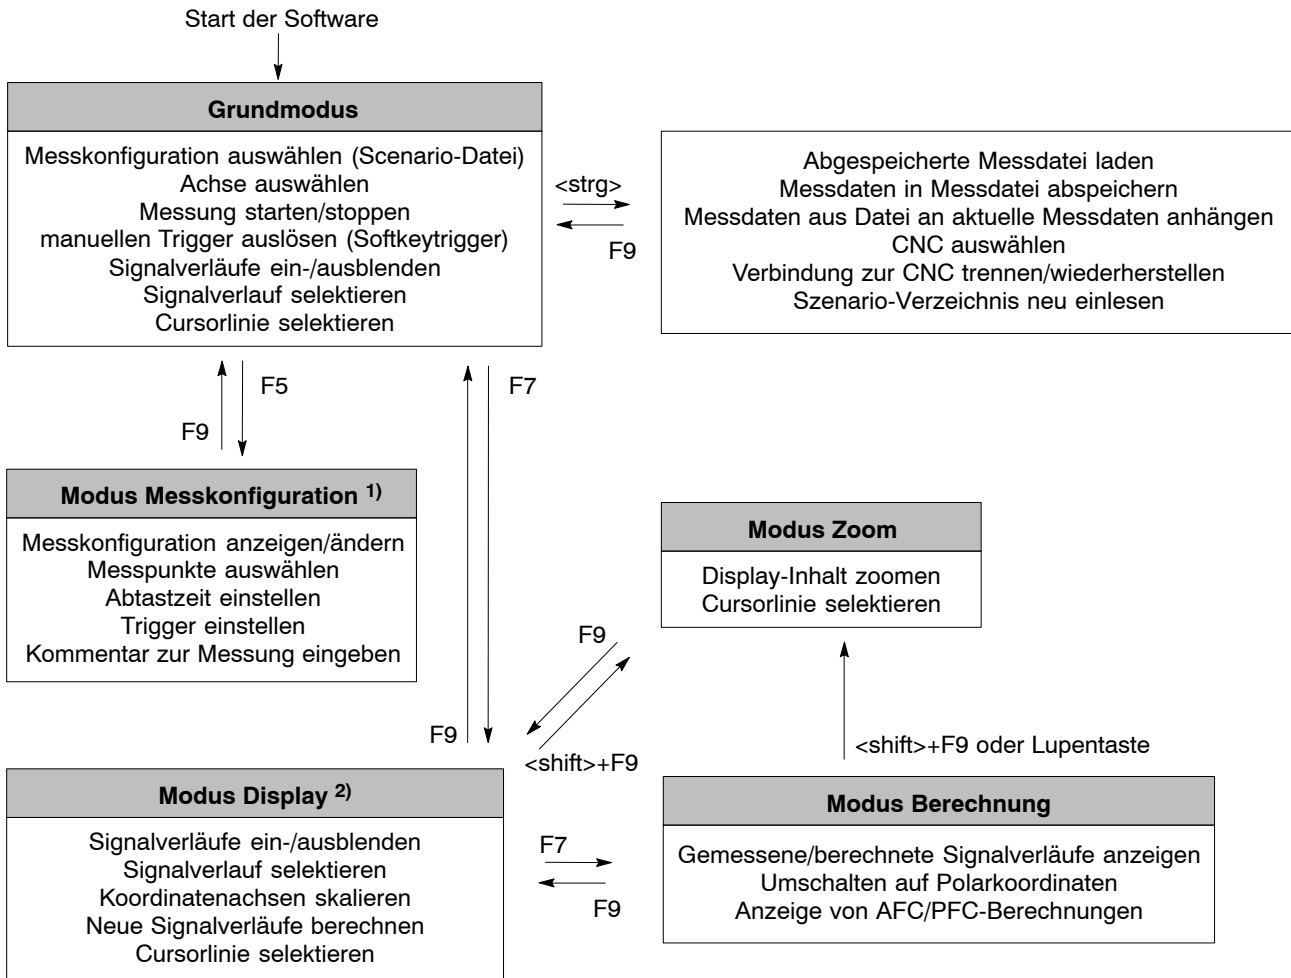 Start der Software
Grundmodus
Messkonfiguration auswählen (Scenario-Datei)
Achse auswählen
Messung starten/stoppen
manuellen Trigger auslösen (Softkeytrigger)
Signalverläufe ein-/ausblenden
Signalverlauf selektieren
Cursorlinie selektieren
<strg>
F9
Abgespeicherte Messdatei laden
Messdaten in Messdatei abspeichern
Messdaten aus Datei an aktuelle Messdaten anhängen
CNC auswählen
Verbindung zur CNC trennen/wiederherstellen
Szenario-Verzeichnis neu einlesen
F5
F9
F7
F9
Modus Messkonfiguration 1)
Messkonfiguration anzeigen/ändern
Messpunkte auswählen
Abtastzeit einstellen
Trigger einstellen
Kommentar zur Messung eingeben
Modus Zoom
Display-Inhalt zoomen
Cursorlinie selektieren
F9
<shift>+F9
<shift>+F9 oder Lupentaste
Modus Display 2)
Signalverläufe ein-/ausblenden
Signalverlauf selektieren
Koordinatenachsen skalieren
Neue Signalverläufe berechnen
Cursorlinie selektieren
F7
F9
Modus Berechnung
Gemessene/berechnete Signalverläufe anzeigen
Umschalten auf Polarkoordinaten
Anzeige von AFC/PFC-Berechnungen